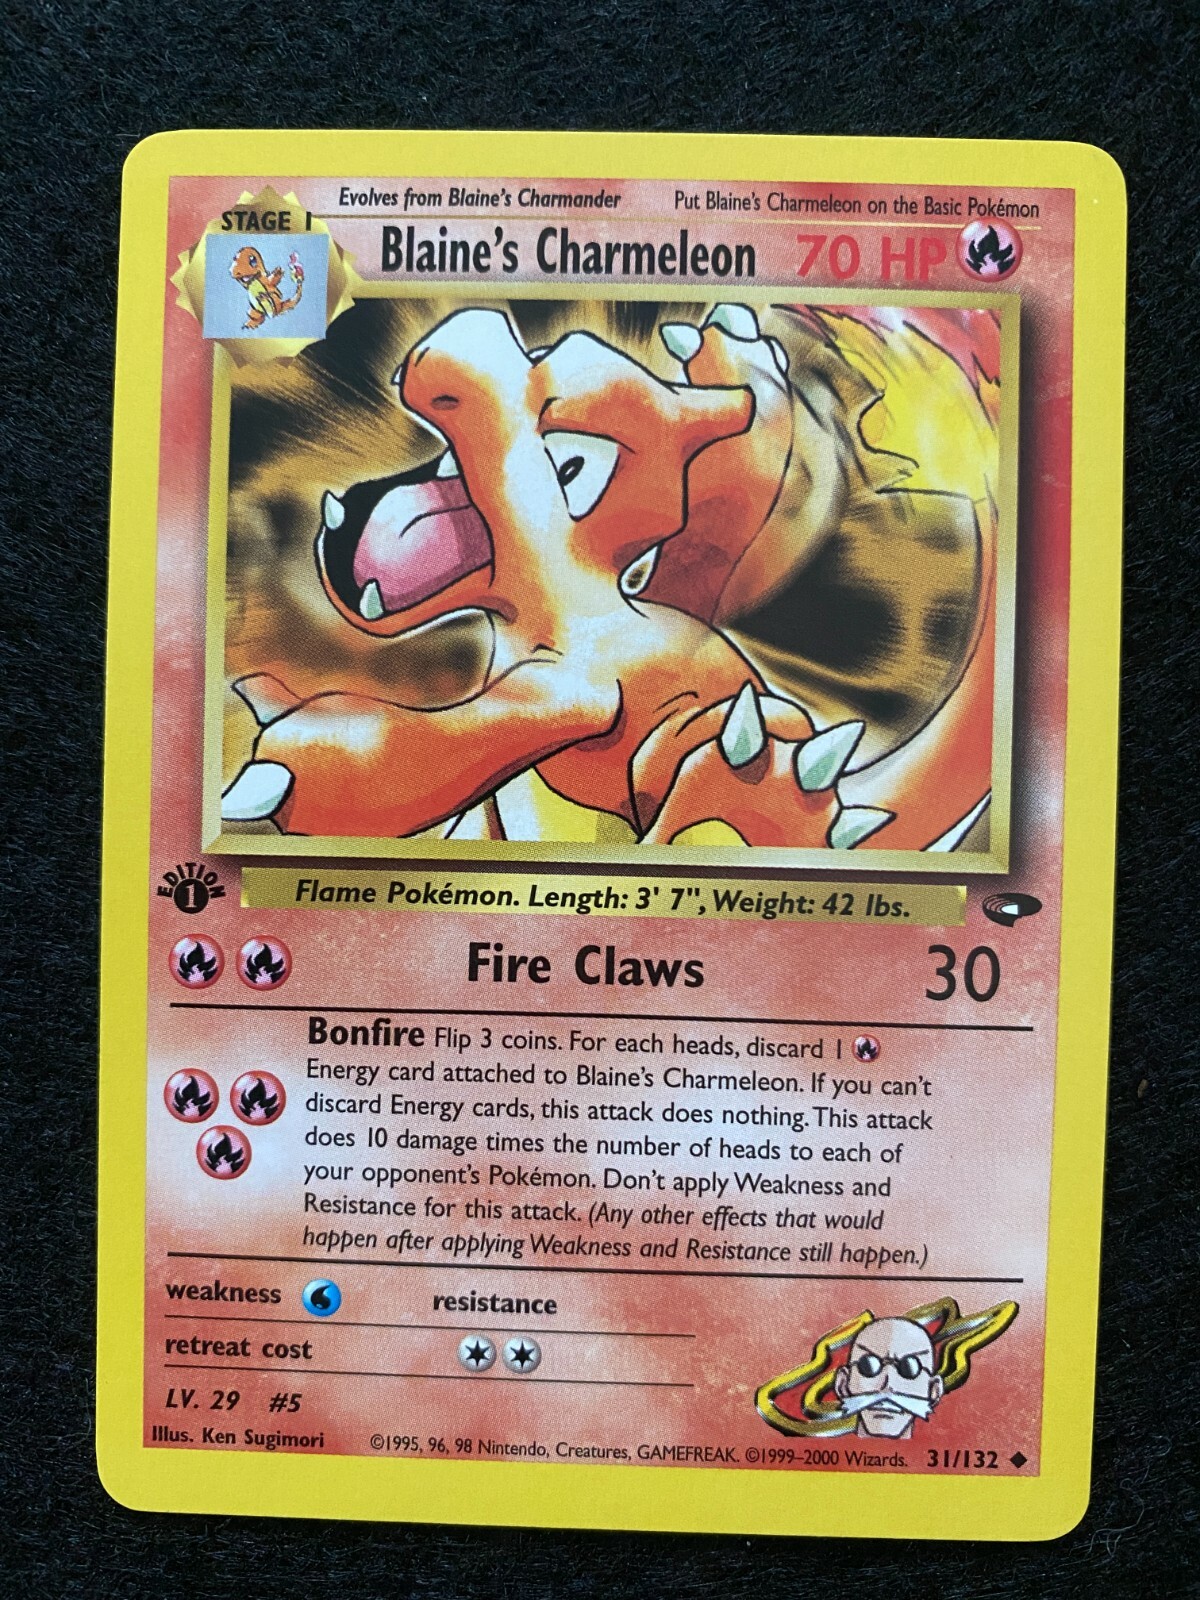 Evolves from Blaine's Charmander Put Blaine's Charmeleon on the Basic Pokémon
STAGE 1
Blaine's Charmeleon 70 HP
EDITION
1
Flame Pokémon. Length: 3' 7", Weight: 42 lbs.
Fire Claws 30
Bonfire Flip 3 coins. For each heads, discard 1
Energy card attached to Blaine's Charmeleon. If you can't
discard Energy cards, this attack does nothing. This attack
does 10 damage times the number of heads to each of
your opponent's Pokémon. Don't apply Weakness and
Resistance for this attack. (Any other effects that would
happen after applying Weakness and Resistance still happen.)
weakness resistance
retreat cost
LV. 29 #5
Illus. Ken Sugimori ©1995, 96, 98 Nintendo, Creatures, GAMEFREAK. ©1999–2000 Wizards. 31/132